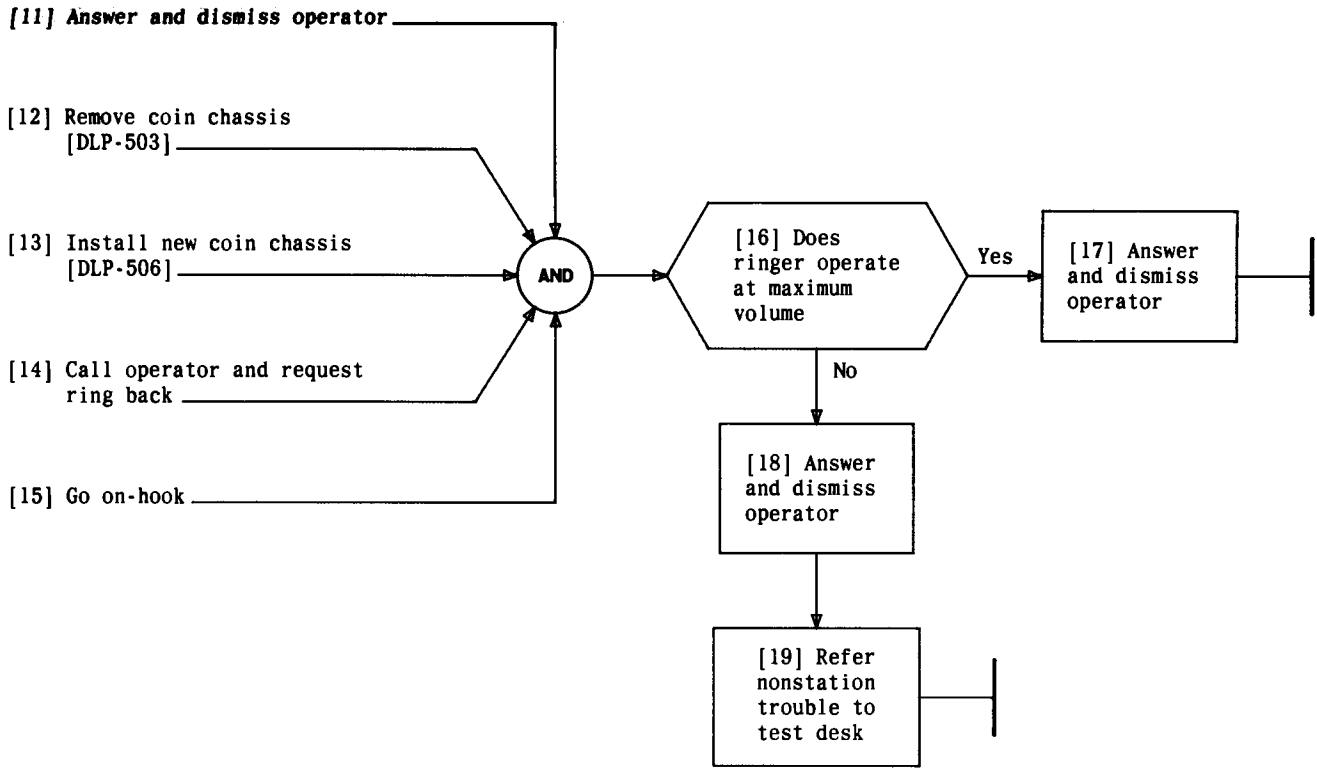 [11] Answer and dismiss operator
[12] Remove coin chassis
[DLP-503]
[13] Install new coin chassis
[DLP-506]
[14] Call operator and request
ring back
[15] Go on-hook
AND
[16] Does
ringer operate
at maximum
volume
Yes
[17] Answer
and dismiss
operator
No
[18] Answer
and dismiss
operator
[19] Refer
nonstation
trouble to
test desk